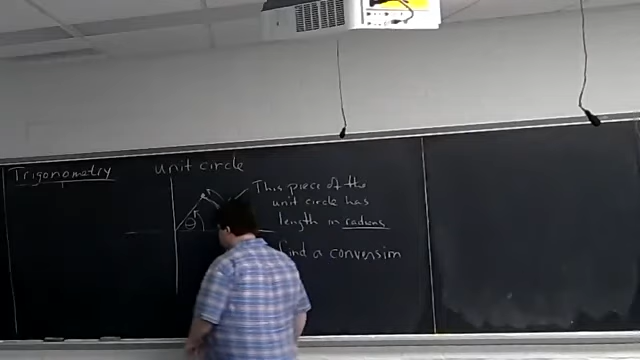 Trigonometry
unit circle
This piece of the
unit circle has
length in radians
θ
find a conversion